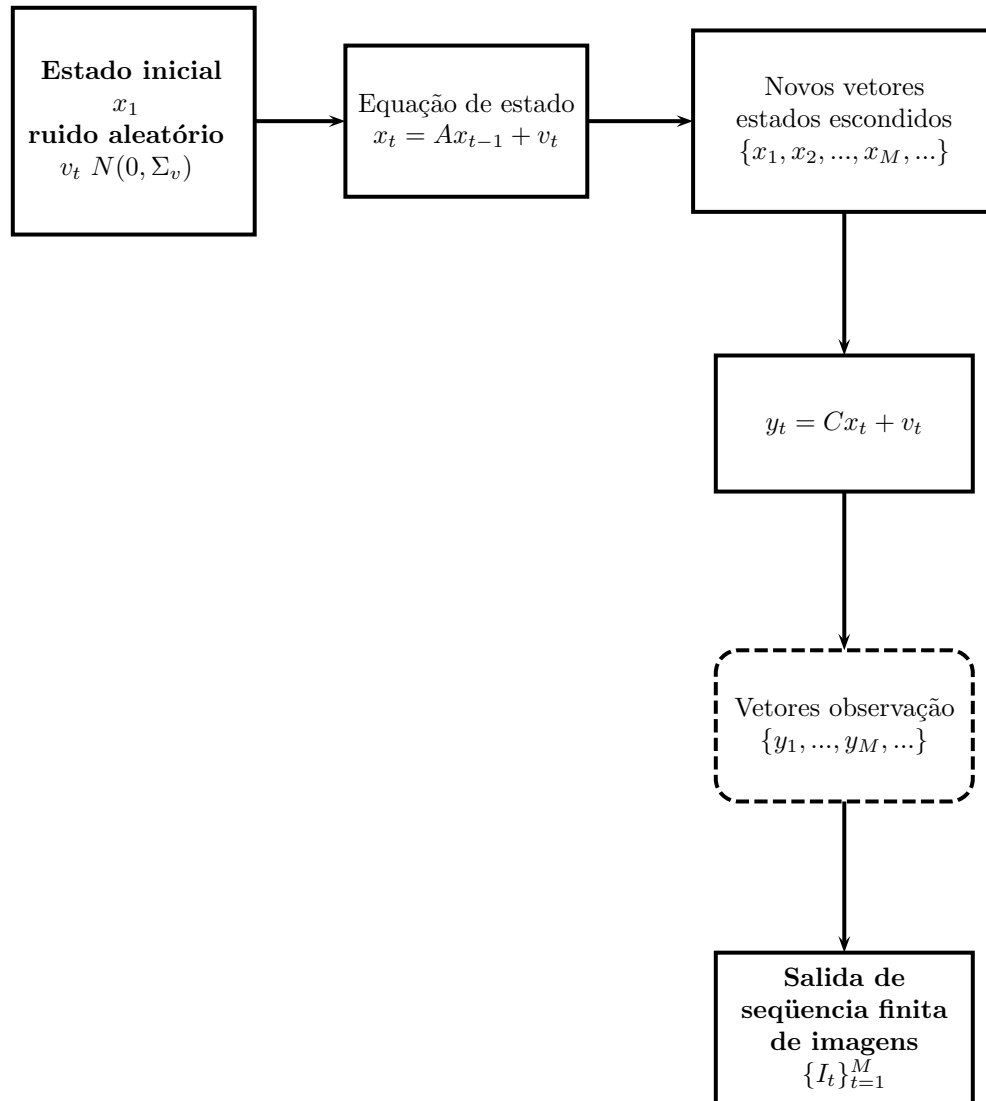 Estado inicial
$x_1$
ruido aleatório
$v_t \ N(0, \Sigma_v)$
Equação de estado
$x_t = Ax_{t-1} + v_t$
Novos vetores
estados escondidos
$\{x_1, x_2, ..., x_M, ...\}$
$y_t = Cx_t + v_t$
Vetores observação
$\{y_1, ..., y_M, ...\}$
Salida de
seqüencia finita
de imagens
$\{I_t\}_{t=1}^{M}$